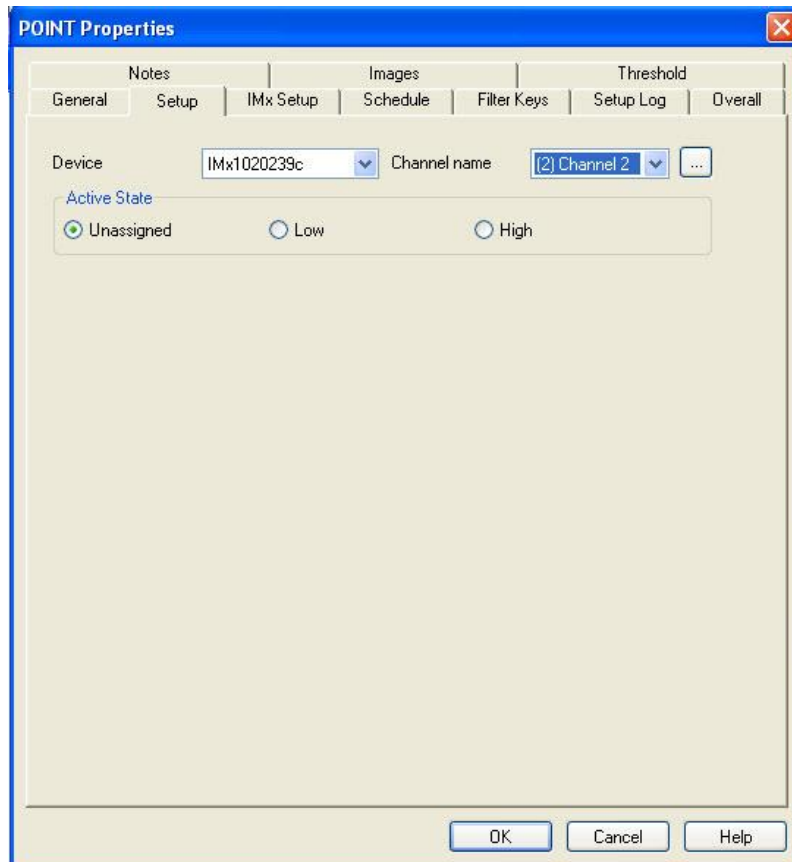 POINT Properties
Notes Images Threshold
General Setup IMx Setup Schedule Filter Keys Setup Log Overall
Device IMx1020239c Channel name (2) Channel 2 ...
Active State
Unassigned Low High
OK Cancel Help